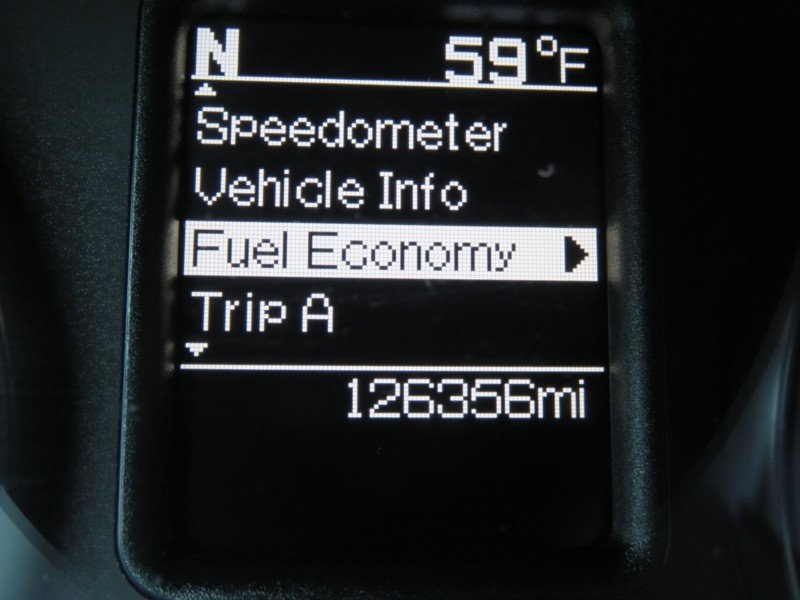 N 59°F
Speedometer
Vehicle Info
Fuel Economy
Trip A
126356mi